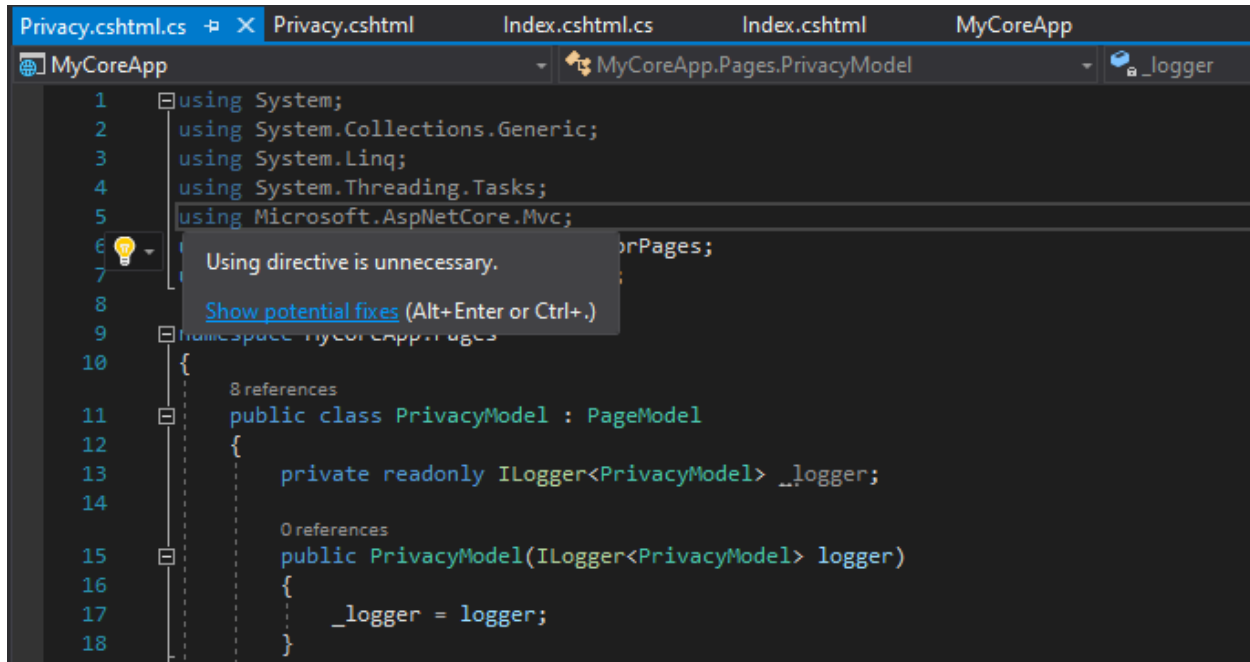 Privacy.cshtml.cs Privacy.cshtml Index.cshtml.cs Index.cshtml MyCoreApp
MyCoreApp MyCoreApp.Pages.PrivacyModel _logger
1 using System;
2 using System.Collections.Generic;
3 using System.Linq;
4 using System.Threading.Tasks;
5 using Microsoft.AspNetCore.Mvc;
6 orPages;
Using directive is unnecessary.
7 ;
8
Show potential fixes (Alt+Enter or Ctrl+.)
9 namespace MyCoreApp.Pages
10 {
8 references
11 public class PrivacyModel : PageModel
12 {
13 private readonly ILogger<PrivacyModel> _logger;
14
0 references
15 public PrivacyModel(ILogger<PrivacyModel> logger)
16 {
17 _logger = logger;
18 }